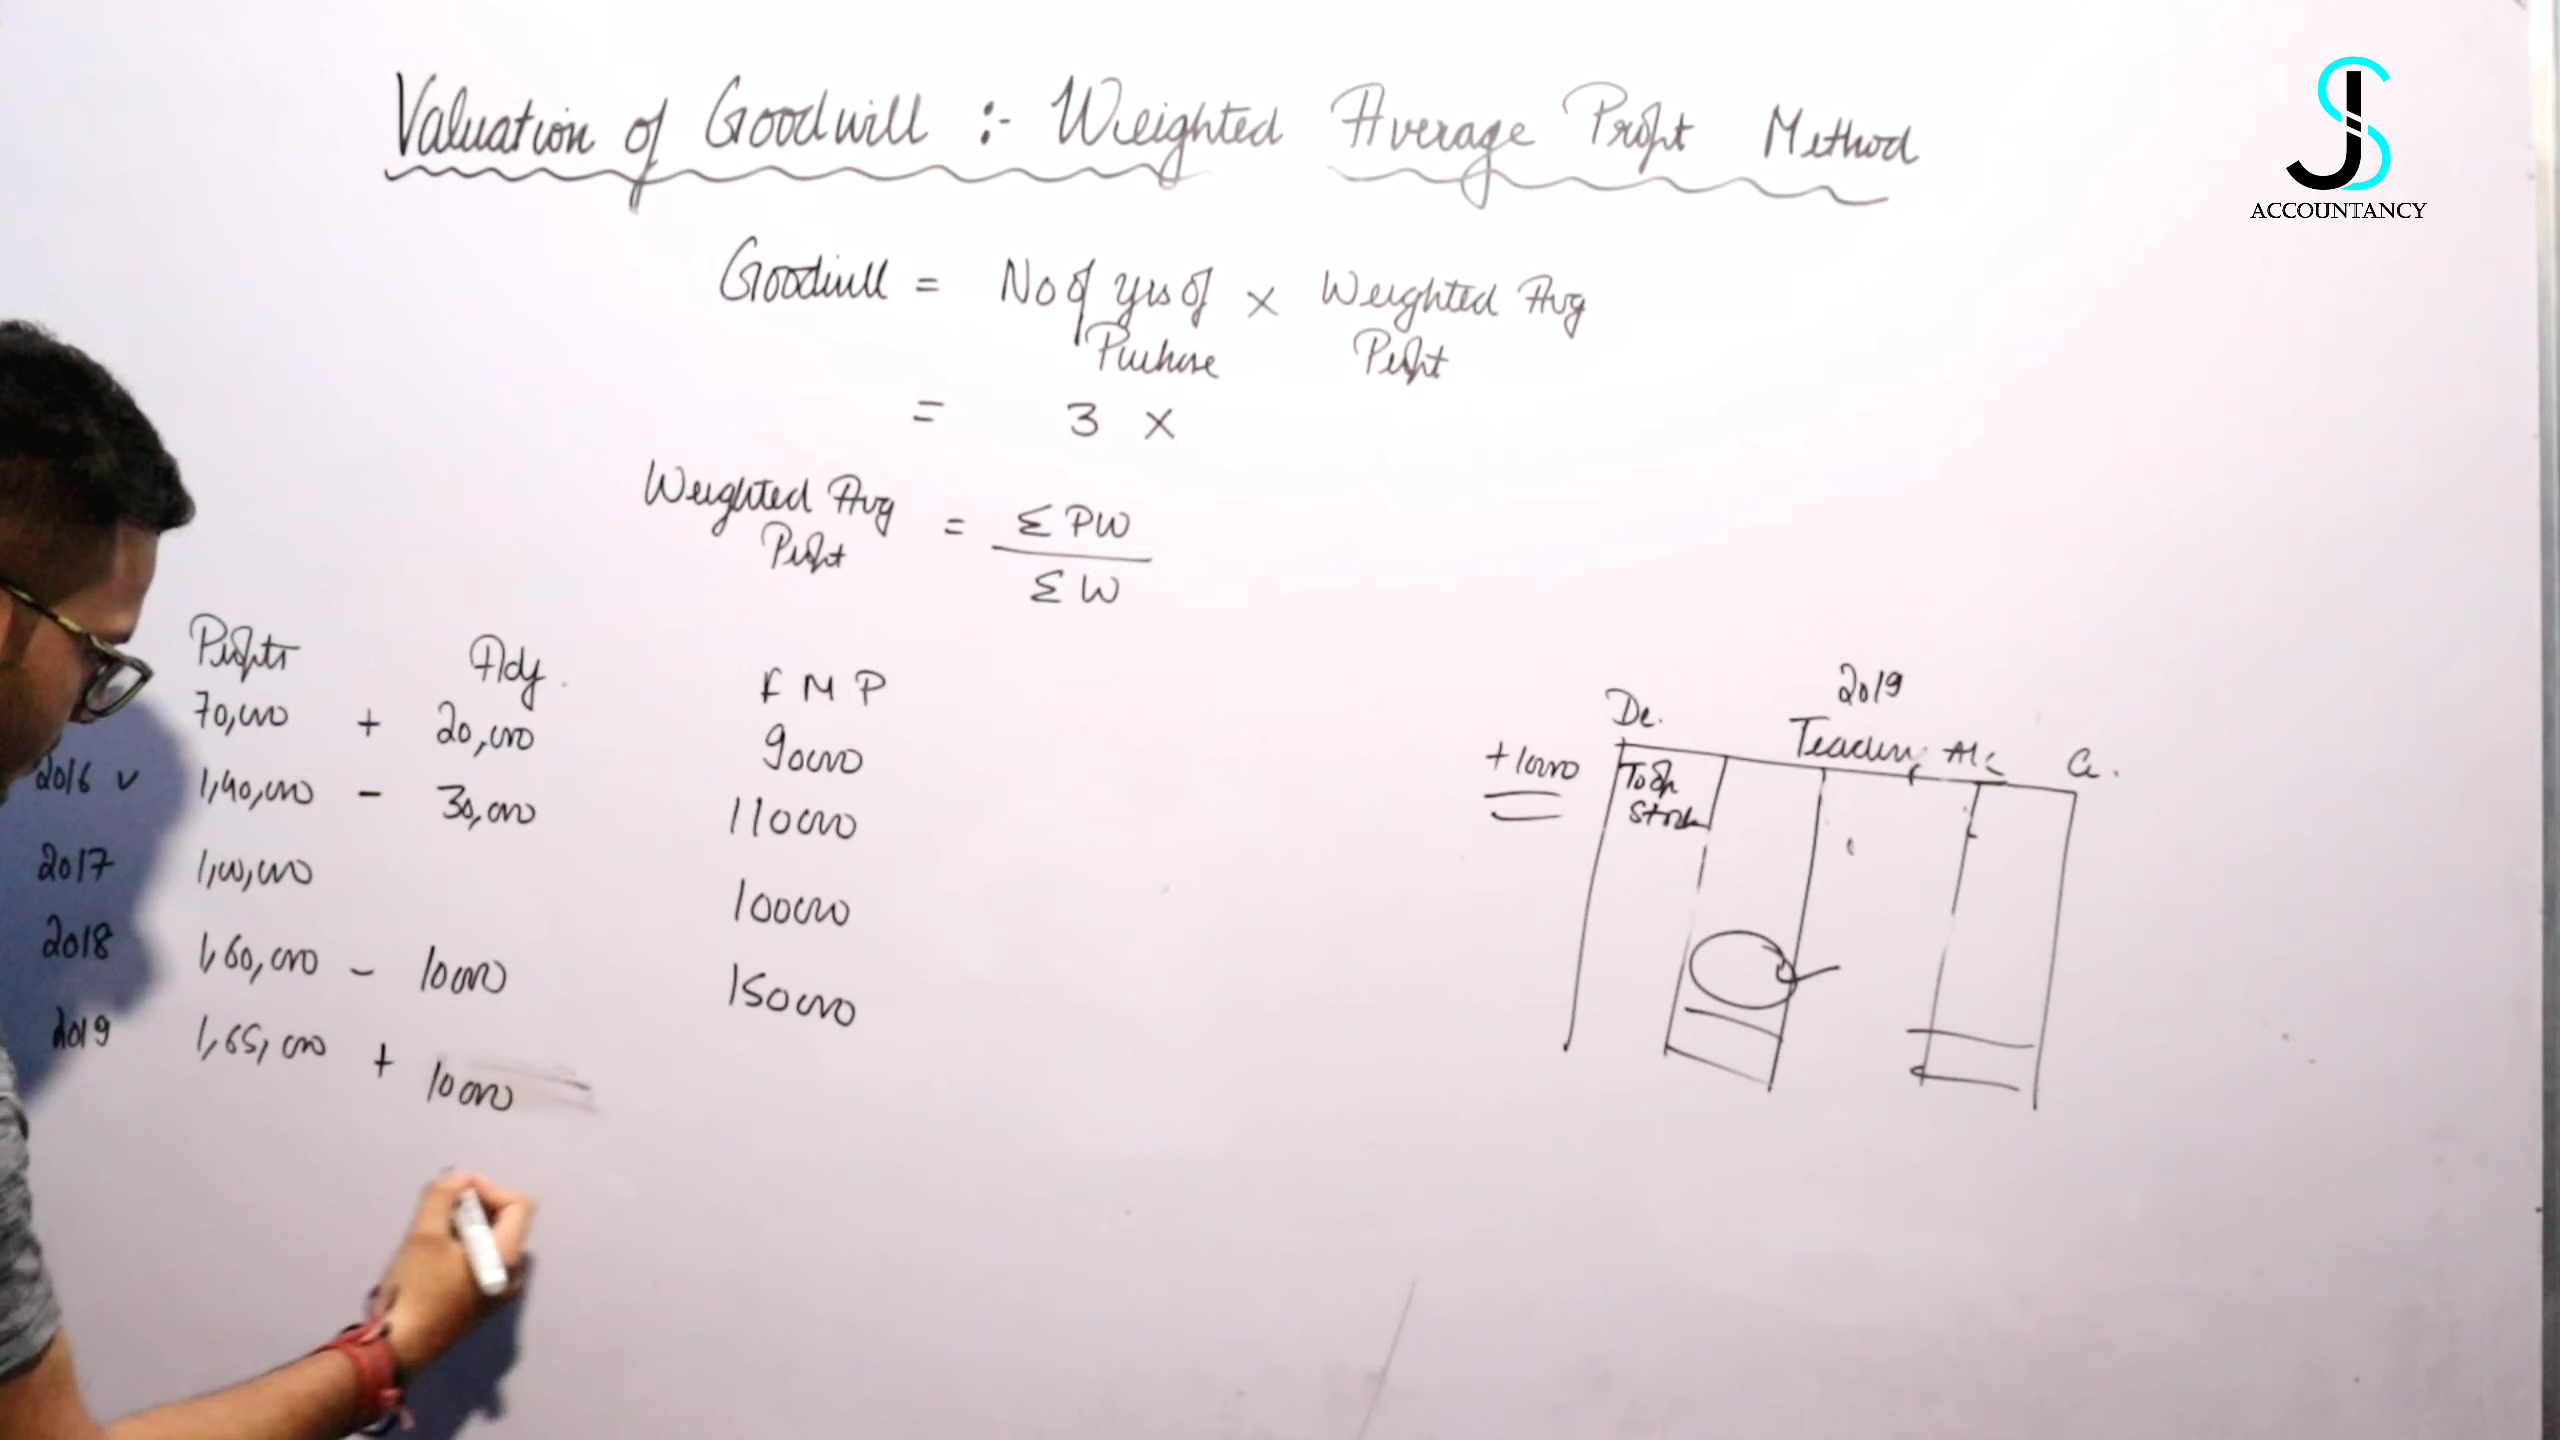 Valuation of Goodwill :- Weighted Average Profit Method
JS
ACCOUNTANCY
Goodwill = No of yrs of Purchase × Weighted Avg Profit
= 3 ×
Weighted Avg Profit = Σ PW / Σ W
Profits Adj. F M P
70,000 + 20,000 90000
2016 ✓ 1,40,000 - 30,000 110000
2017 1,00,000 100000
2018 1,60,000 - 10000 150000
2019 1,65,000 + 10000
2019
Dr. Trading A/c Cr.
+10000 To Op
Stock